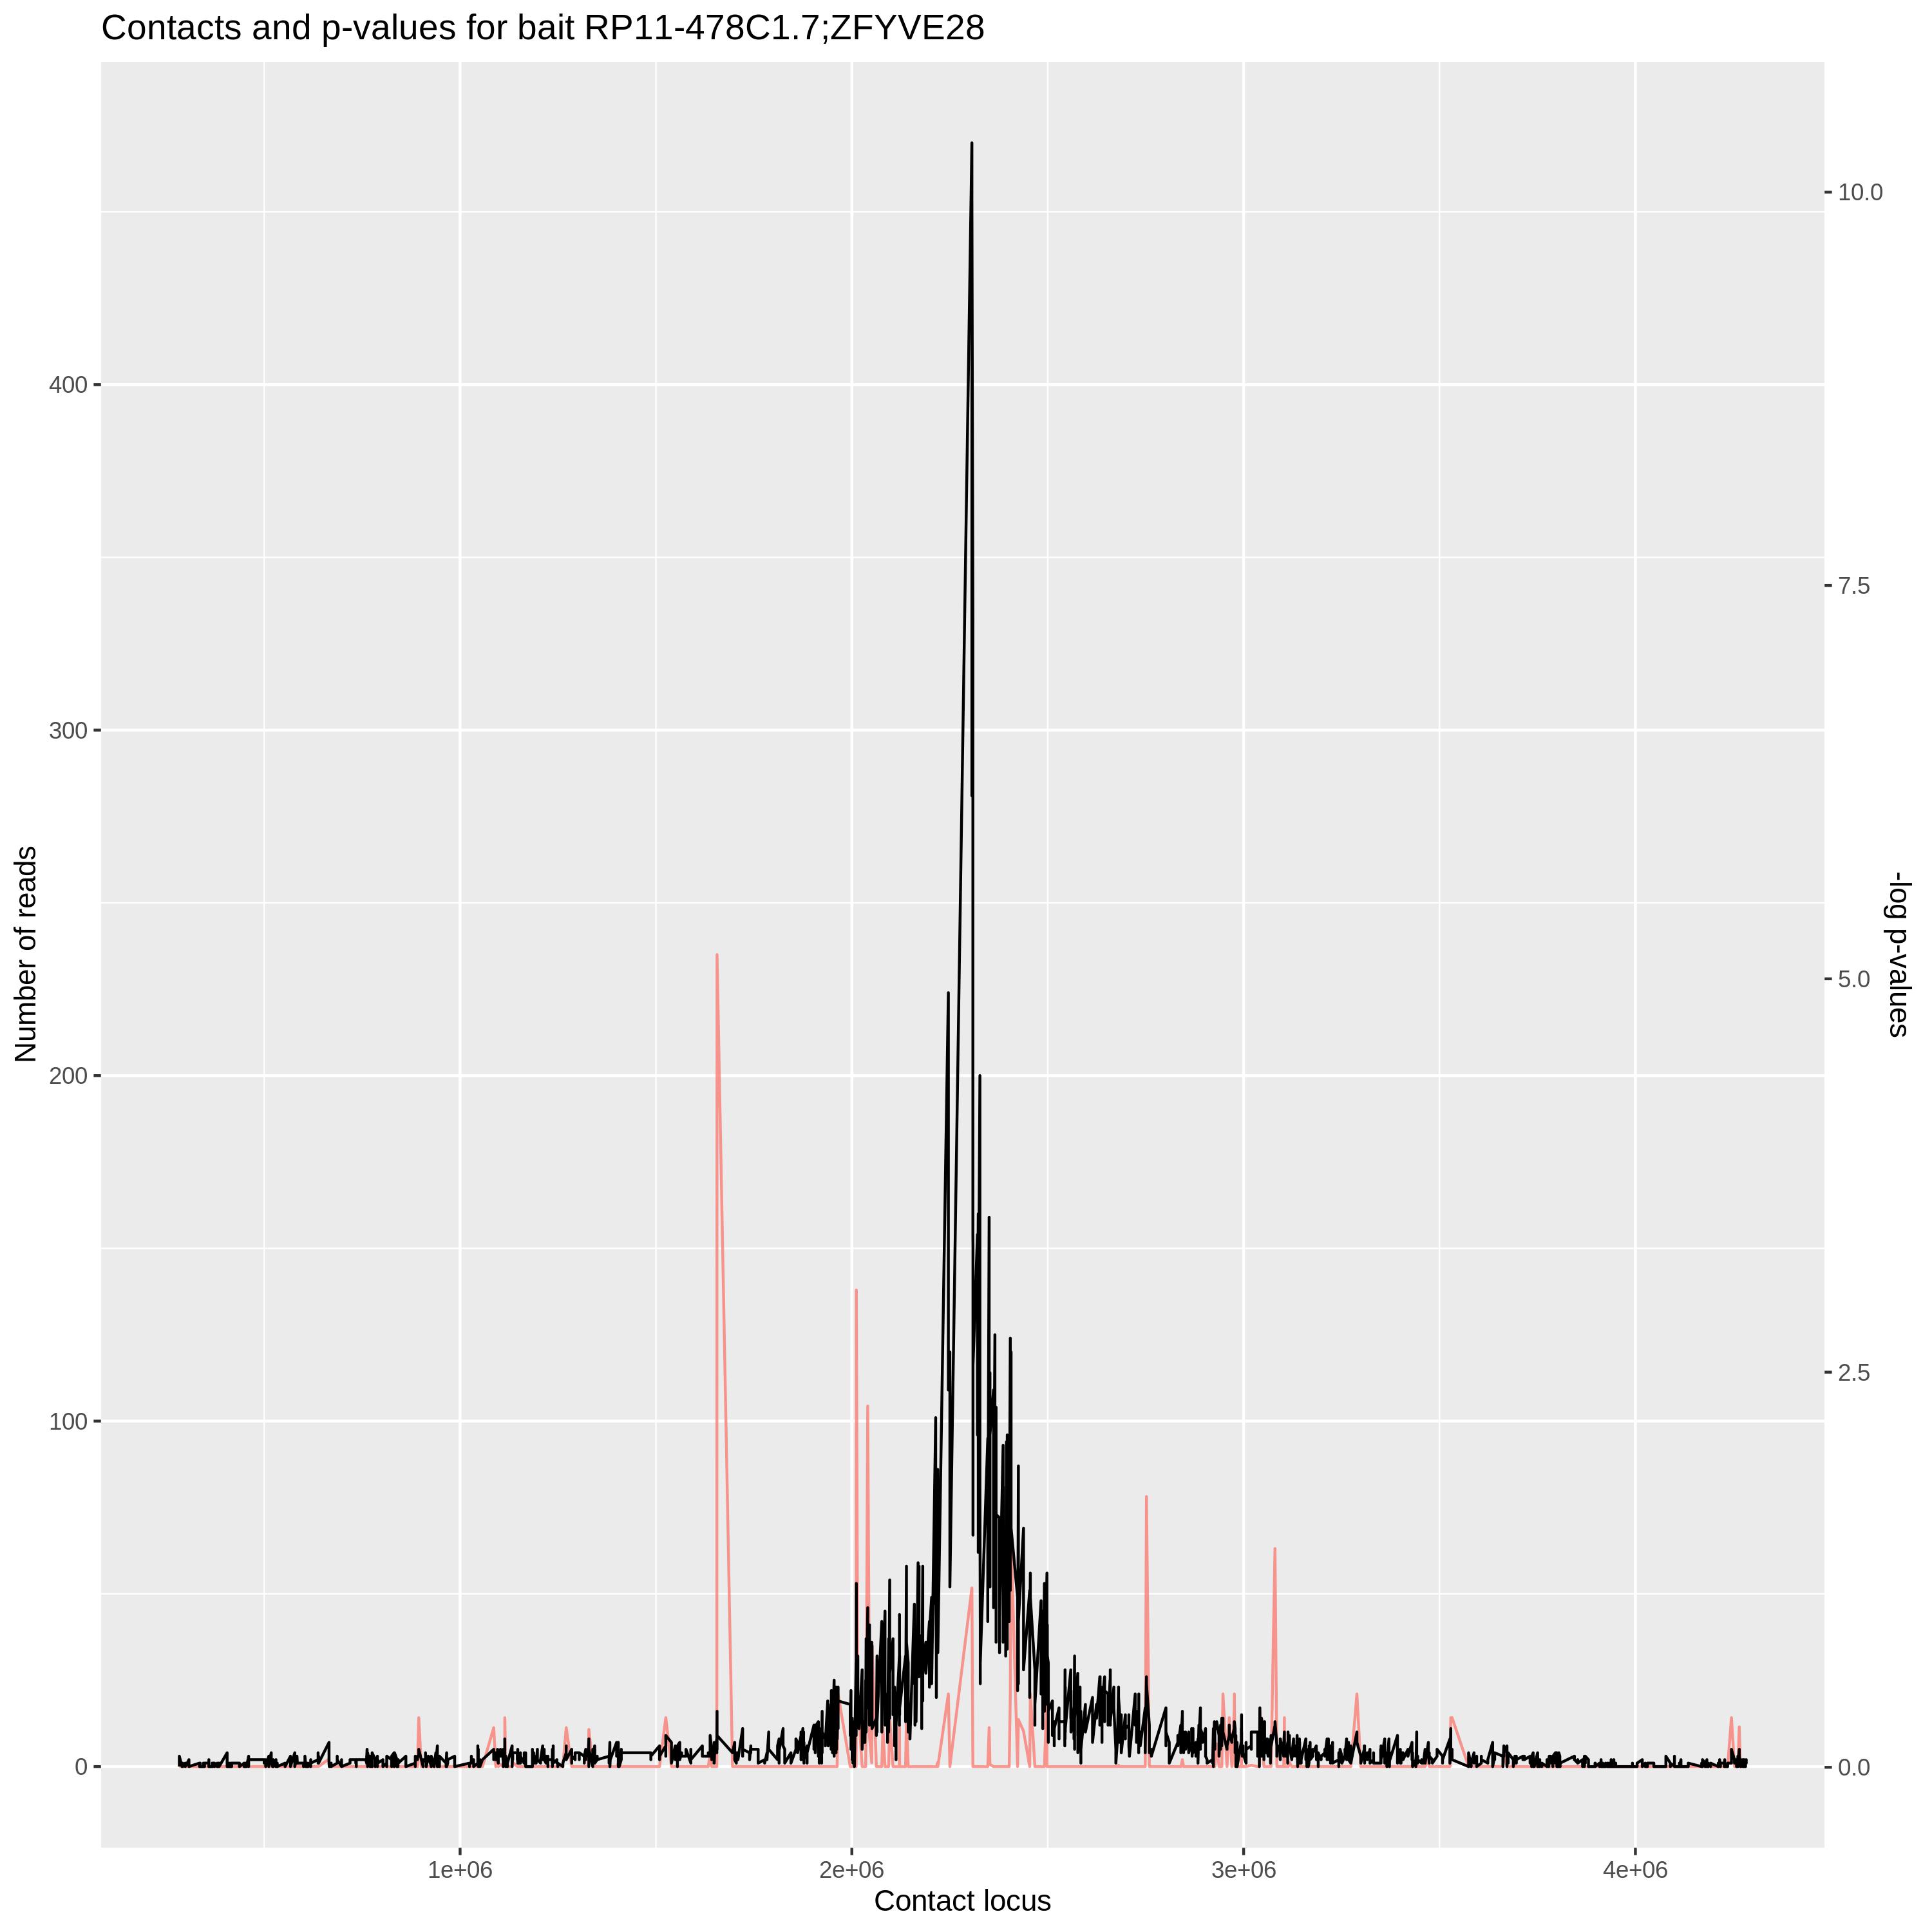 Contacts and p-values for bait RP11-478C1.7;ZFYVE28
Number of reads
400
300
200
100
0
10.0
7.5
5.0
2.5
0.0
-log p-values
1e+06
2e+06
3e+06
4e+06
Contact locus